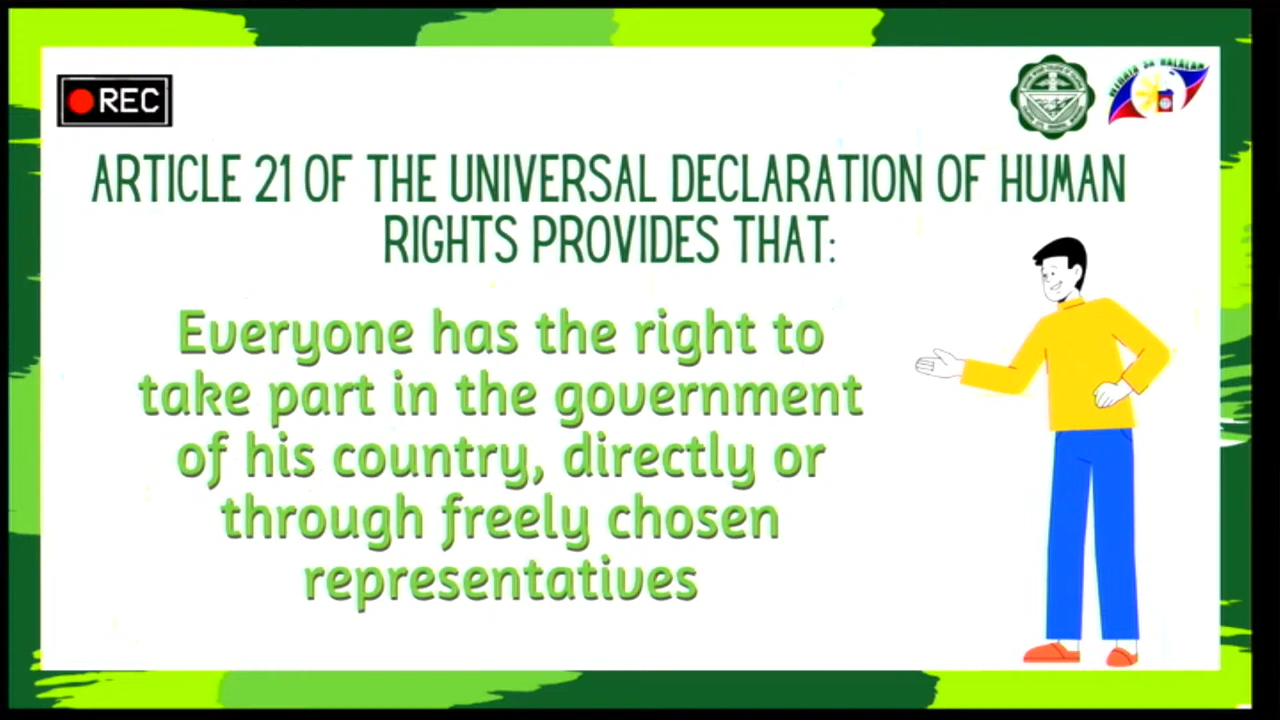 REC
ARTICLE 21 OF THE UNIVERSAL DECLARATION OF HUMAN
RIGHTS PROVIDES THAT:
Everyone has the right to
take part in the government
of his country, directly or
through freely chosen
representatives